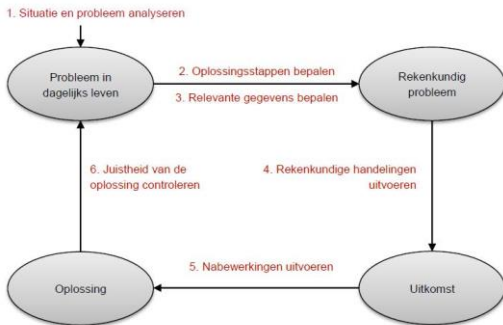 1. Situatie en probleem analyseren
Probleem in
dagelijks leven
2. Oplossingsstappen bepalen
3. Relevante gegevens bepalen
Rekenkundig
probleem
4. Rekenkundige handelingen
uitvoeren
6. Juistheid van de
oplossing controleren
5. Nabewerkingen uitvoeren
Oplossing
Uitkomst